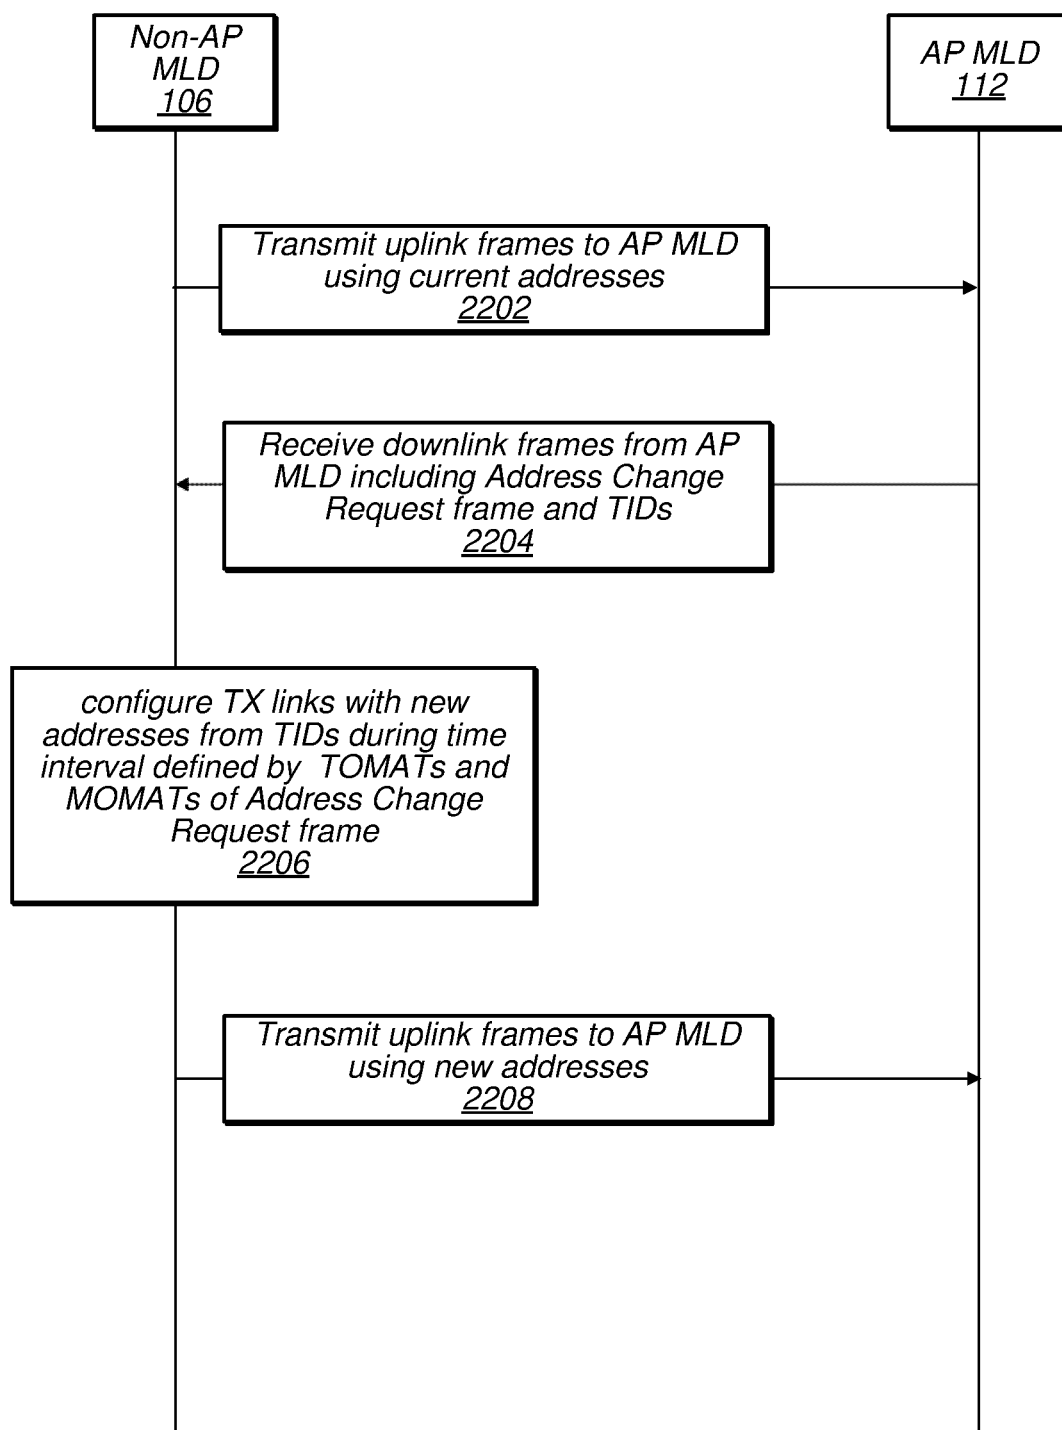 Non-AP
MLD
106
AP MLD
112
Transmit uplink frames to AP MLD
using current addresses
2202
Receive downlink frames from AP
MLD including Address Change
Request frame and TIDs
2204
configure TX links with new
addresses from TIDs during time
interval defined by TOMATs and
MOMATs of Address Change
Request frame
2206
Transmit uplink frames to AP MLD
using new addresses
2208